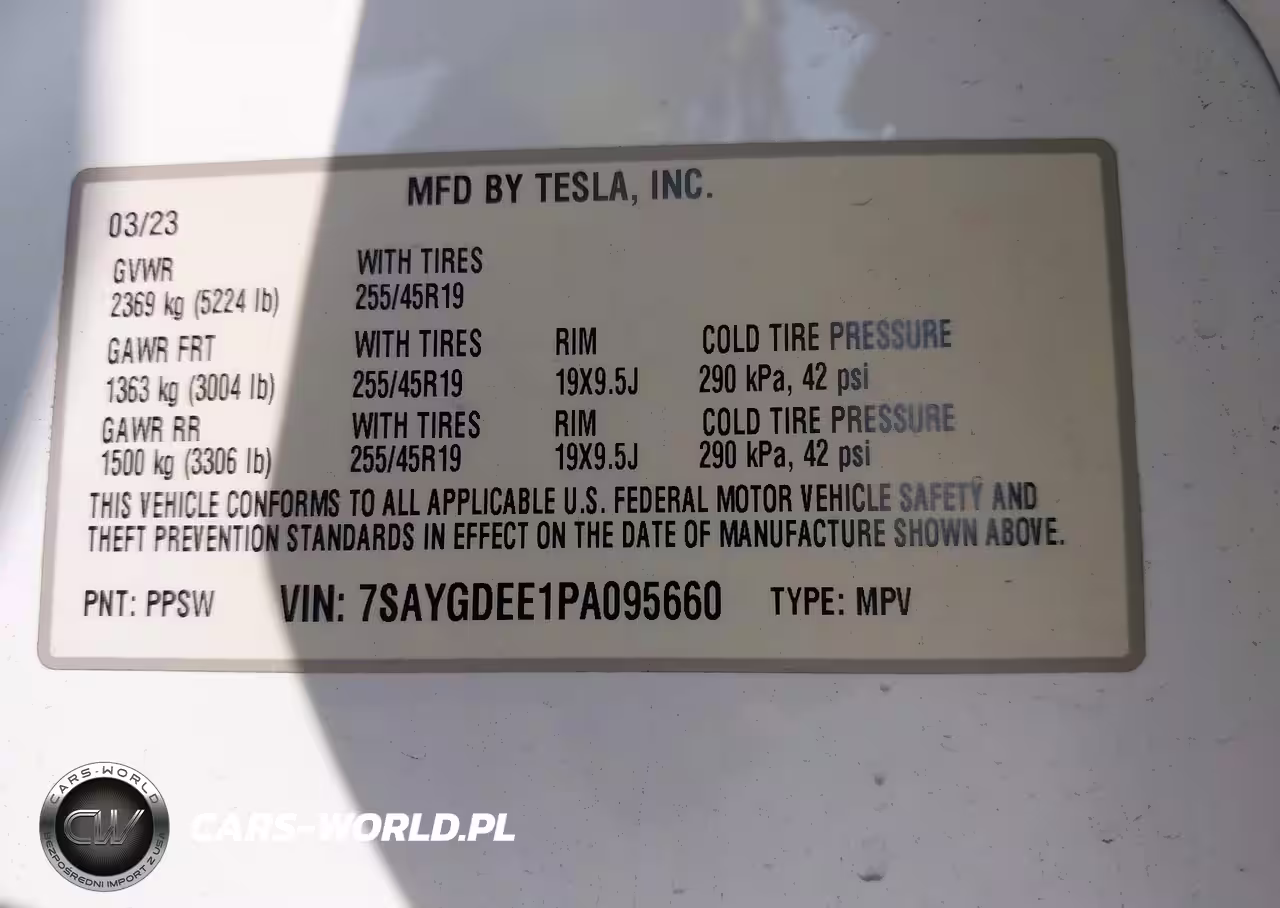 MFD BY TESLA, INC.
03/23
GVWR WITH TIRES
2369 kg (5224 lb) 255/45R19
GAWR FRT WITH TIRES RIM COLD TIRE PRESSURE
1363 kg (3004 lb) 255/45R19 19X9.5J 290 kPa, 42 psi
GAWR RR WITH TIRES RIM COLD TIRE PRESSURE
1500 kg (3306 lb) 255/45R19 19X9.5J 290 kPa, 42 psi
THIS VEHICLE CONFORMS TO ALL APPLICABLE U.S. FEDERAL MOTOR VEHICLE SAFETY AND
THEFT PREVENTION STANDARDS IN EFFECT ON THE DATE OF MANUFACTURE SHOWN ABOVE.
PNT: PPSW VIN: 7SAYGDEE1PA095660 TYPE: MPV
CARS-WORLD
CW
BEZPOŚREDNI IMPORT Z USA
CARS-WORLD.PL